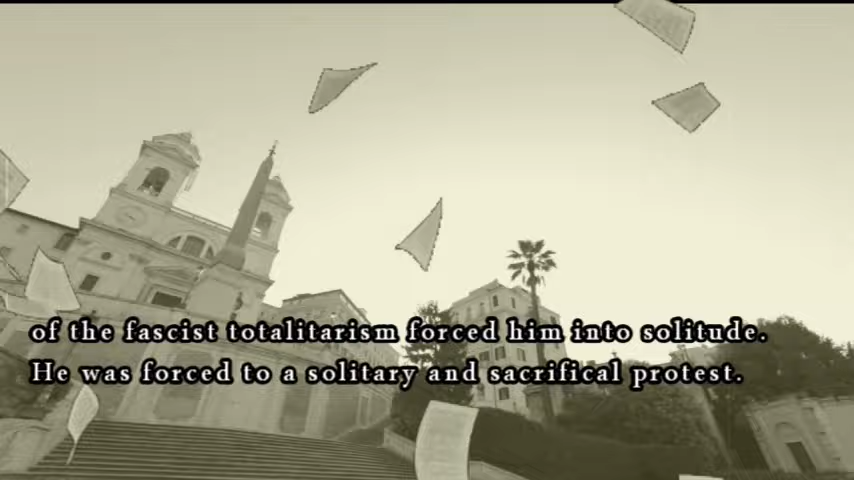 of the fascist totalitarism forced him into solitude.
He was forced to a solitary and sacrifical protest.